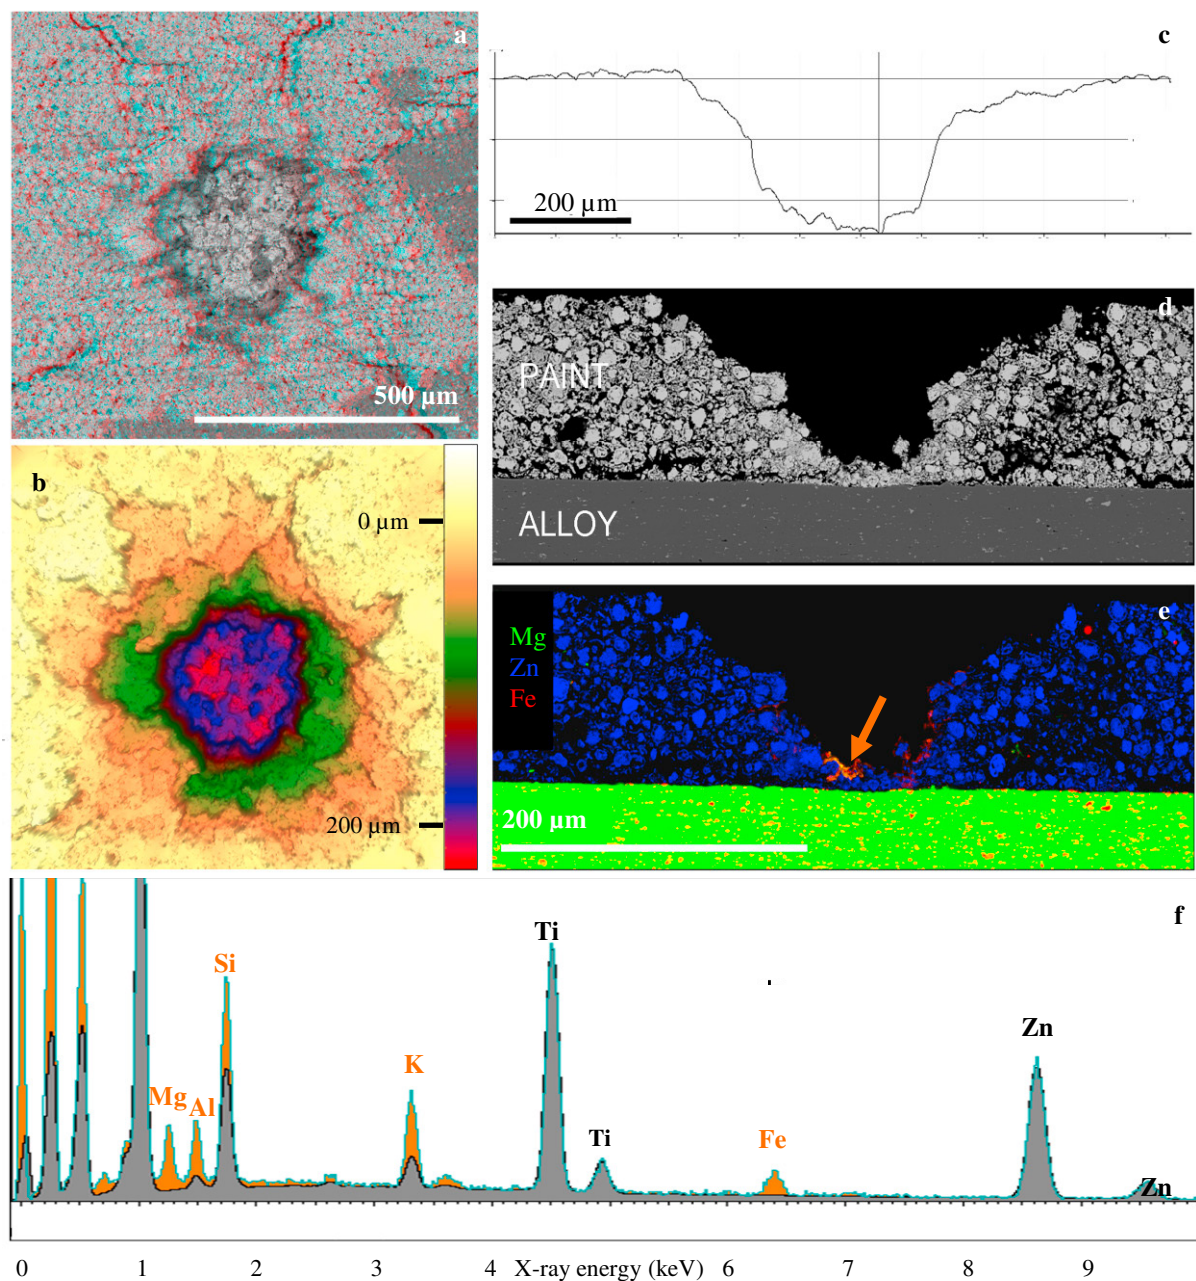 a
500 µm
b
0 µm
200 µm
c
200 µm
d
PAINT
ALLOY
e
Mg
Zn
Fe
200 µm
f
Si
Mg
Al
K
Ti
Ti
Fe
Zn
Zn
0 1 2 3 4 X-ray energy (keV) 6 7 8 9